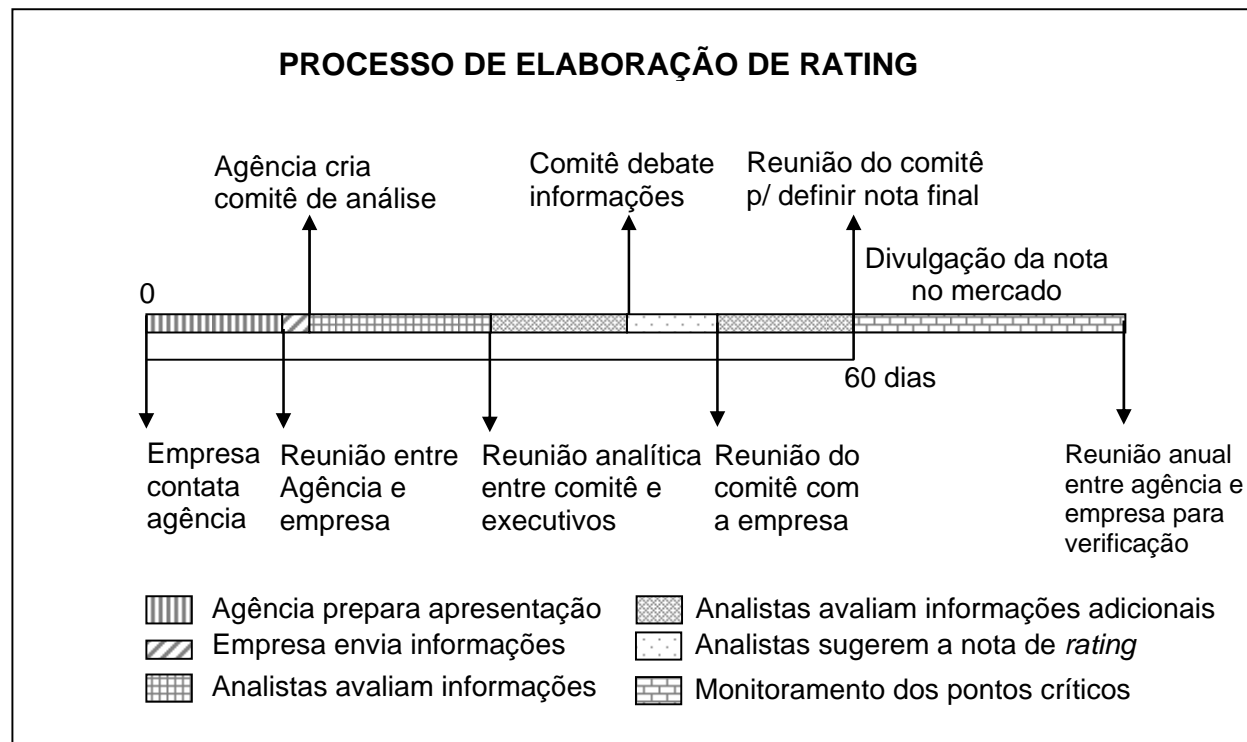 PROCESSO DE ELABORAÇÃO DE RATING
Agência cria
comitê de análise
Comitê debate
informações
Reunião do comitê
p/ definir nota final
Divulgação da nota
no mercado
0
60 dias
Empresa
contata
agência
Reunião entre
Agência e
empresa
Reunião analítica
entre comitê e
executivos
Reunião do
comitê com
a empresa
Reunião anual
entre agência e
empresa para
verificação
Agência prepara apresentação
Empresa envia informações
Analistas avaliam informações
Analistas avaliam informações adicionais
Analistas sugerem a nota de rating
Monitoramento dos pontos críticos